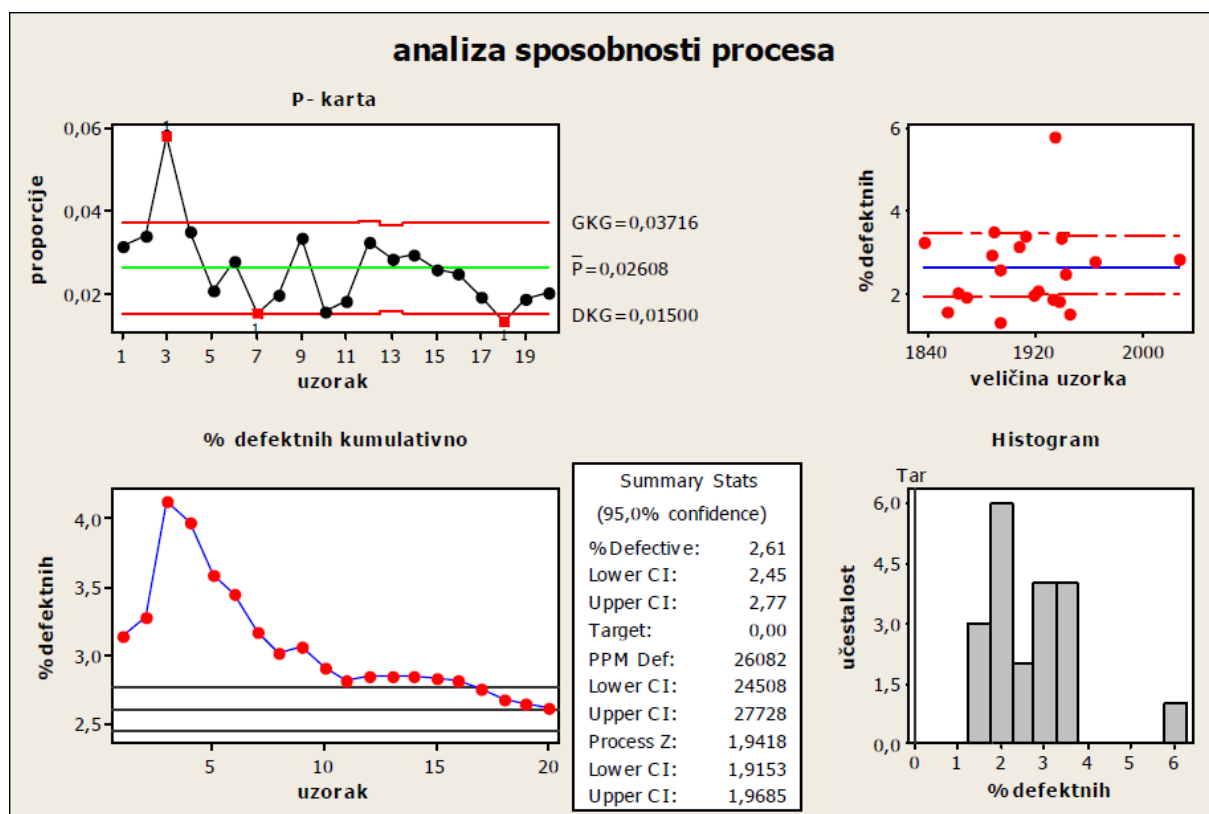 analiza sposobnosti procesa
P- karta
proporcije
0,06
0,04
0,02
1
1
1
GKG=0,03716
P̅=0,02608
DKG=0,01500
1 3 5 7 9 11 13 15 17 19
uzorak
%defektnih
6
4
2
1840 1920 2000
veličina uzorka
% defektnih kumulativno
%defektnih
4,0
3,5
3,0
2,5
5 10 15 20
uzorak
Summary Stats
(95,0% confidence)
%Defective: 2,61
Lower CI: 2,45
Upper CI: 2,77
Target: 0,00
PPM Def: 26082
Lower CI: 24508
Upper CI: 27728
Process Z: 1,9418
Lower CI: 1,9153
Upper CI: 1,9685
Histogram
Tar
učestalost
6,0
4,5
3,0
1,5
0,0
0 1 2 3 4 5 6
%defektnih